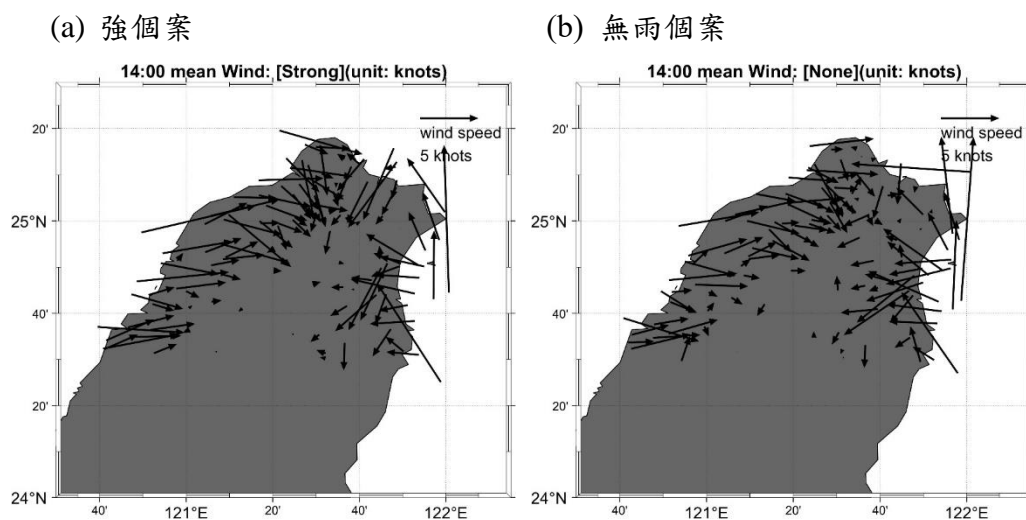 (a) 強個案
14:00 mean Wind: [Strong](unit: knots)
wind speed
5 knots
20'
25°N
40'
20'
24°N
40'
121°E
20'
40'
122°E
(b) 無雨個案
14:00 mean Wind: [None](unit: knots)
wind speed
5 knots
20'
25°N
40'
20'
24°N
40'
121°E
20'
40'
122°E